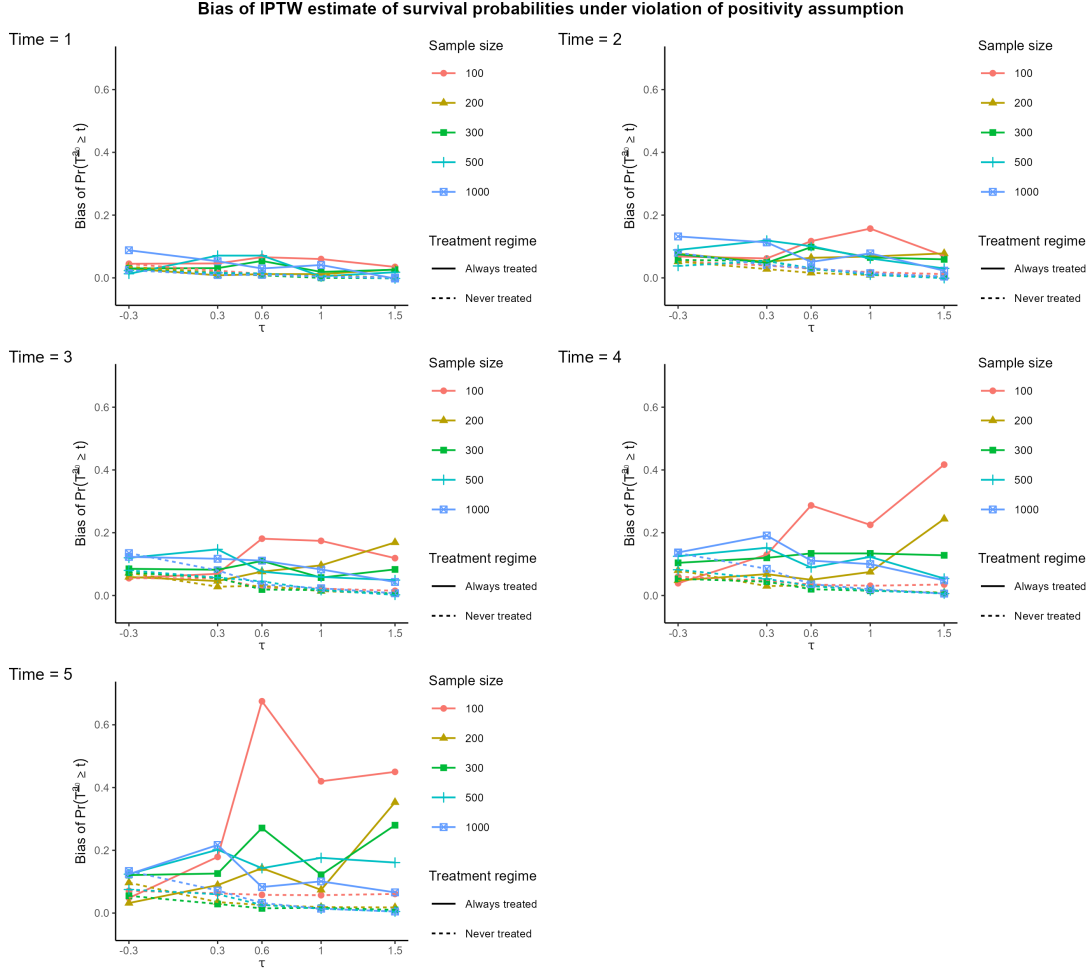 Bias of IPTW estimate of survival probabilities under violation of positivity assumption
Time = 1
Bias of Pr(T ≥ t)
0.6
0.4
0.2
0.0
-0.3 0.3 0.6 1 1.5
τ
Sample size
100
200
300
500
1000
Treatment regime
Always treated
Never treated
Time = 2
Bias of Pr(T ≥ t)
0.6
0.4
0.2
0.0
-0.3 0.3 0.6 1 1.5
τ
Sample size
100
200
300
500
1000
Treatment regime
Always treated
Never treated
Time = 3
Bias of Pr(T ≥ t)
0.6
0.4
0.2
0.0
-0.3 0.3 0.6 1 1.5
τ
Sample size
100
200
300
500
1000
Treatment regime
Always treated
Never treated
Time = 4
Bias of Pr(T ≥ t)
0.6
0.4
0.2
0.0
-0.3 0.3 0.6 1 1.5
τ
Sample size
100
200
300
500
1000
Treatment regime
Always treated
Never treated
Time = 5
Bias of Pr(T ≥ t)
0.6
0.4
0.2
0.0
-0.3 0.3 0.6 1 1.5
τ
Sample size
100
200
300
500
1000
Treatment regime
Always treated
Never treated